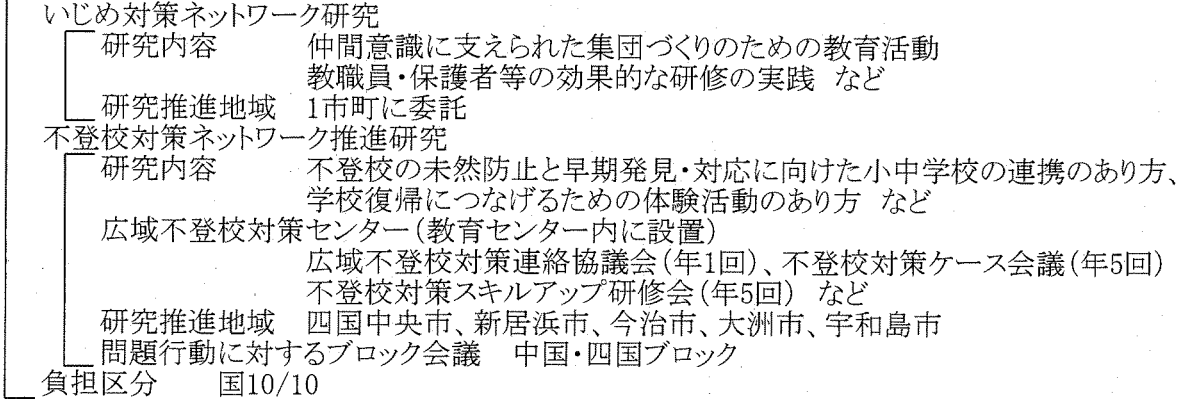 いじめ対策ネットワーク研究
研究内容 仲間意識に支えられた集団づくりのための教育活動
教職員・保護者等の効果的な研修の実践 など
研究推進地域 1市町に委託
不登校対策ネットワーク推進研究
研究内容 不登校の未然防止と早期発見・対応に向けた小中学校の連携のあり方、
学校復帰につなげるための体験活動のあり方 など
広域不登校対策センター(教育センター内に設置)
広域不登校対策連絡協議会(年1回)、不登校対策ケース会議(年5回)
不登校対策スキルアップ研修会(年5回) など
研究推進地域 四国中央市、新居浜市、今治市、大洲市、宇和島市
問題行動に対するブロック会議 中国・四国ブロック
負担区分 国10/10